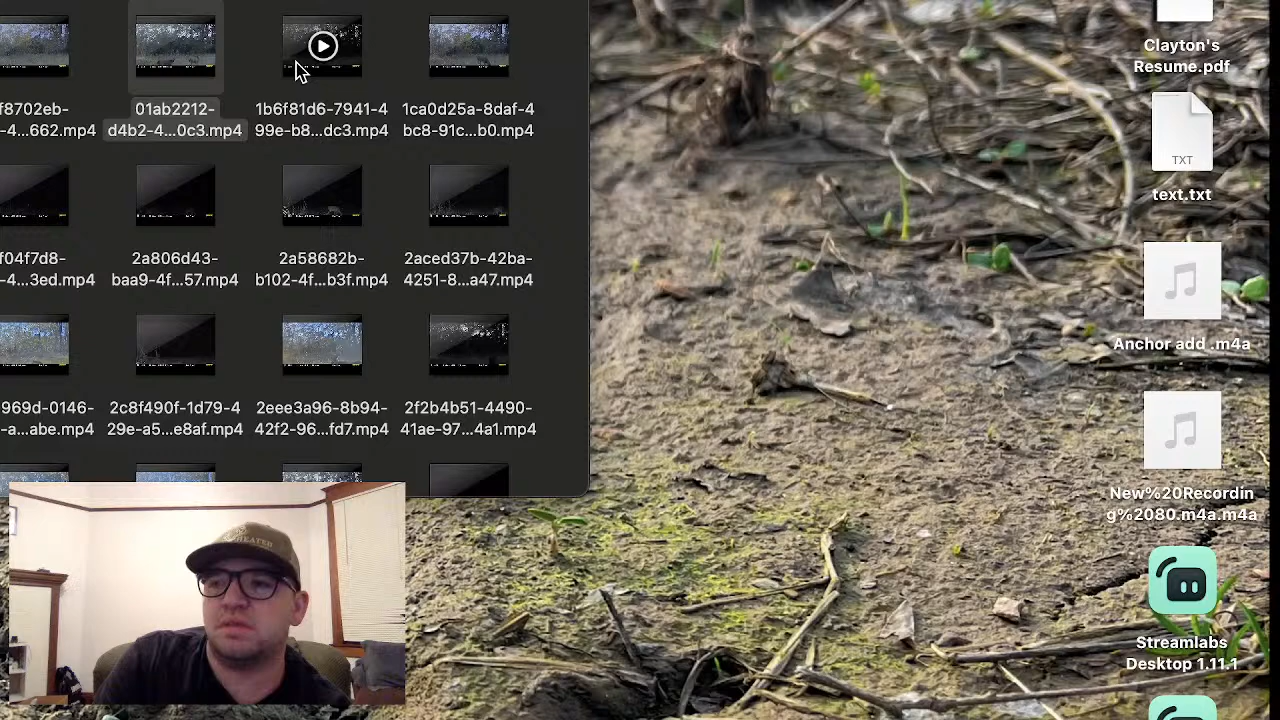 f8702eb-
-4...662.mp4
01ab2212-
d4b2-4...0c3.mp4
1b6f81d6-7941-4
99e-b8...dc3.mp4
1ca0d25a-8daf-4
bc8-91c...b0.mp4
f04f7d8-
-4...3ed.mp4
2a806d43-
baa9-4f...57.mp4
2a58682b-
b102-4f...b3f.mp4
2aced37b-42ba-
4251-8...a47.mp4
969d-0146-
-a...abe.mp4
2c8f490f-1d79-4
29e-a5...e8af.mp4
2eee3a96-8b94-
42f2-96...fd7.mp4
2f2b4b51-4490-
41ae-97...4a1.mp4
Clayton's
Resume.pdf
TXT
text.txt
Anchor add .m4a
New%20Recordin
g%2080.m4a.m4a
Streamlabs
Desktop 1.11.1